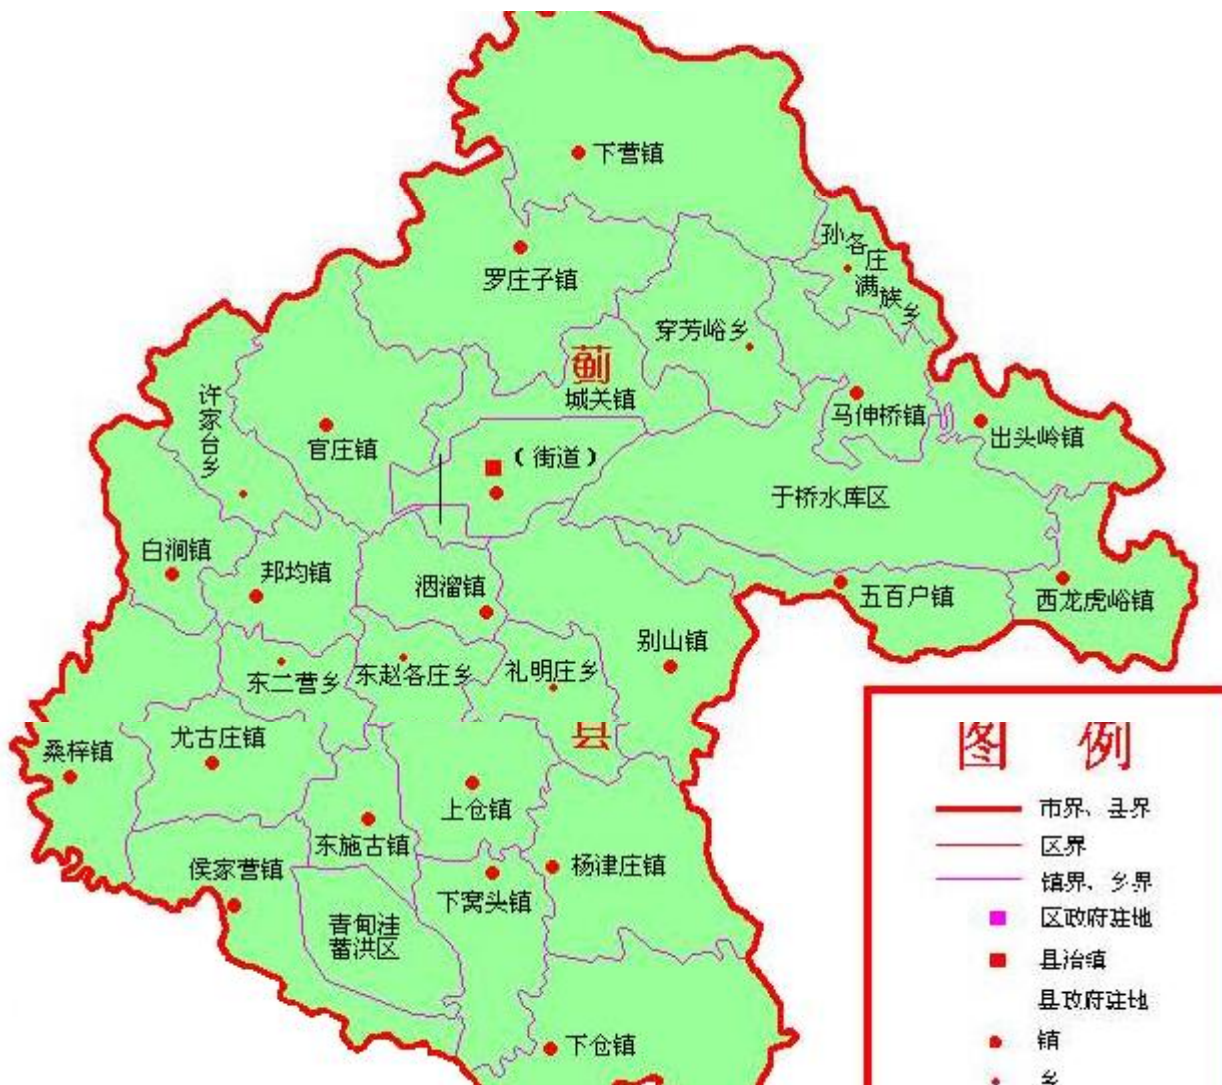 下营镇
孙各庄满族乡
罗庄子镇
穿芳峪乡
蓟
城关镇
许家台乡
马伸桥镇
出头岭镇
官庄镇
（街道）
于桥水库区
白涧镇
邦均镇
洇溜镇
五百户镇
西龙虎峪镇
别山镇
东二营乡
东赵各庄乡
礼明庄乡
县
尤古庄镇
桑梓镇
上仓镇
东施古镇
侯家营镇
杨津庄镇
下窝头镇
青甸洼
蓄洪区
下仓镇
图 例
市界、县界
区界
镇界、乡界
区政府驻地
县治镇
县政府驻地
镇
乡